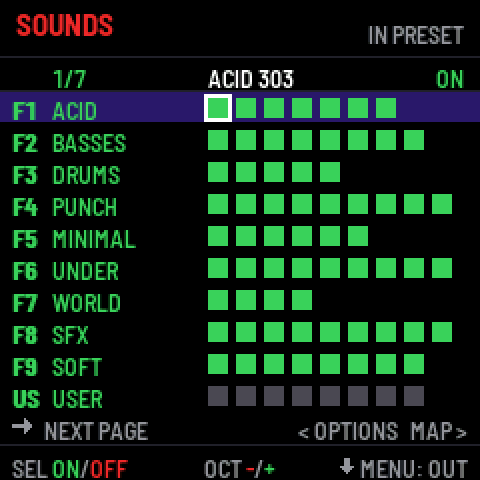 SOUNDS
IN PRESET
1/7 ACID 303 ON
F1 ACID
F2 BASSES
F3 DRUMS
F4 PUNCH
F5 MINIMAL
F6 UNDER
F7 WORLD
F8 SFX
F9 SOFT
US USER
→ NEXT PAGE < OPTIONS MAP >
SEL ON/OFF OCT -/+ ↓ MENU: OUT